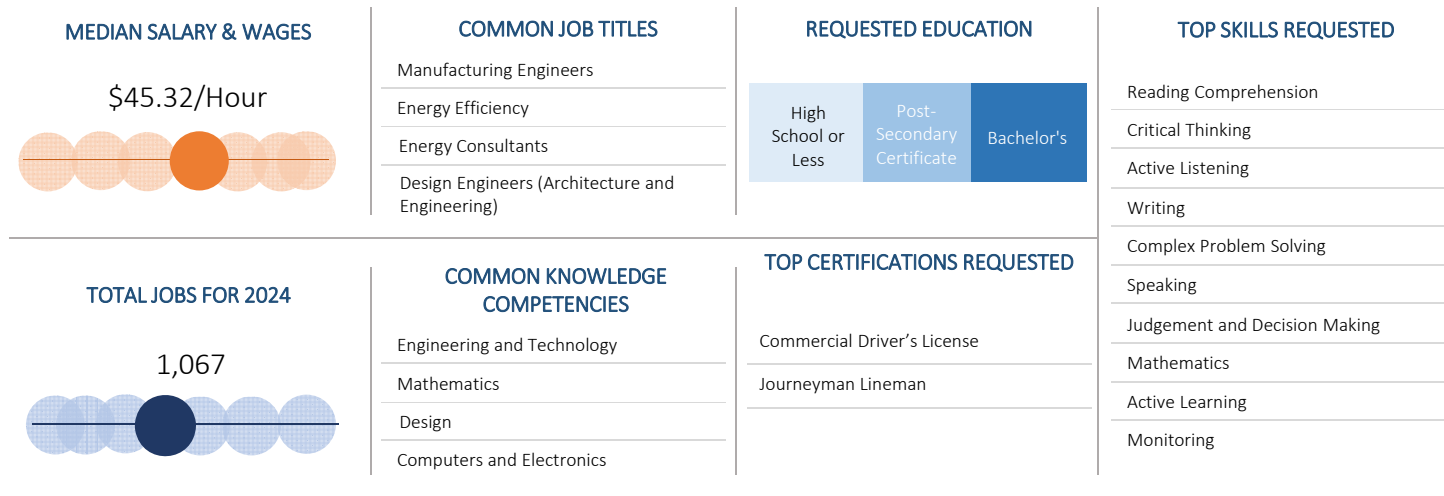 MEDIAN SALARY & WAGES
$45.32/Hour
COMMON JOB TITLES
Manufacturing Engineers
Energy Efficiency
Energy Consultants
Design Engineers (Architecture and
Engineering)
REQUESTED EDUCATION
High
School or
Less
Post-
Secondary
Certificate
Bachelor's
TOTAL JOBS FOR 2024
1,067
COMMON KNOWLEDGE
COMPETENCIES
Engineering and Technology
Mathematics
Design
Computers and Electronics
TOP CERTIFICATIONS REQUESTED
Commercial Driver’s License
Journeyman Lineman
TOP SKILLS REQUESTED
Reading Comprehension
Critical Thinking
Active Listening
Writing
Complex Problem Solving
Speaking
Judgement and Decision Making
Mathematics
Active Learning
Monitoring